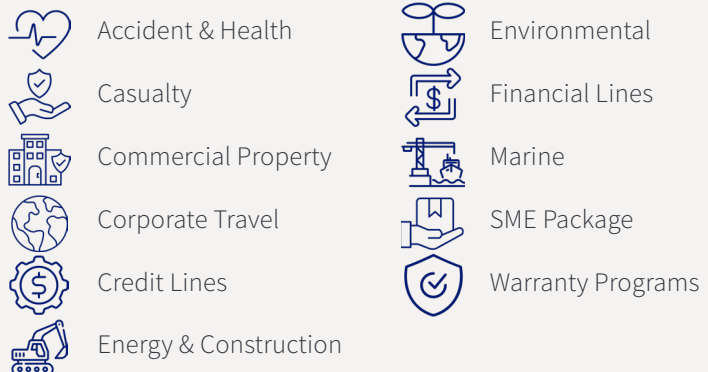 Accident & Health
Casualty
Commercial Property
Corporate Travel
Credit Lines
Energy & Construction
Environmental
Financial Lines
Marine
SME Package
Warranty Programs